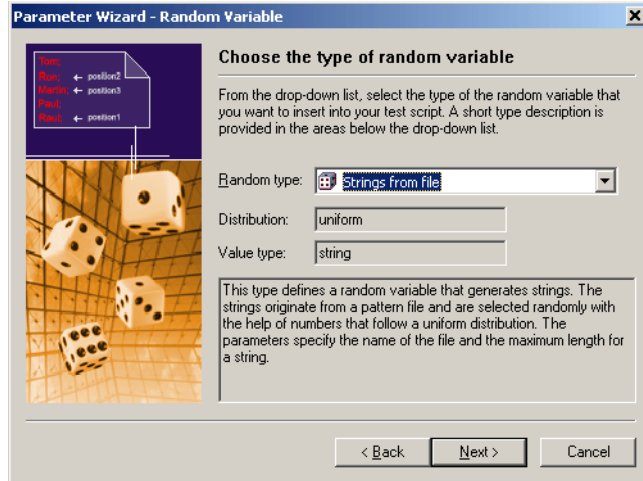 Parameter Wizard - Random Variable
Tom;
Ron; ← position2
Martin; ← position3
Paul;
Raul; ← position1
Choose the type of random variable
From the drop-down list, select the type of the random variable that
you want to insert into your test script. A short type description is
provided in the areas below the drop-down list.
Random type: Strings from file
Distribution: uniform
Value type: string
This type defines a random variable that generates strings. The
strings originate from a pattern file and are selected randomly with
the help of numbers that follow a uniform distribution. The
parameters specify the name of the file and the maximum length for
a string.
< Back Next > Cancel